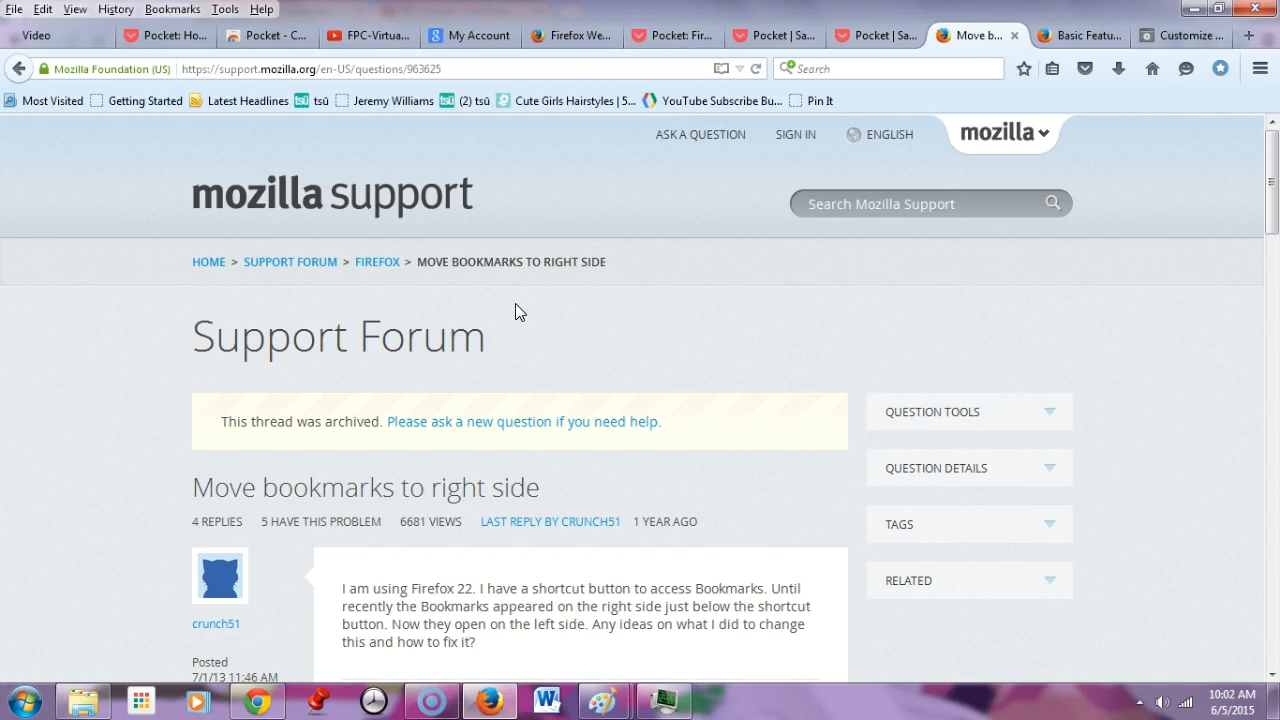 File Edit View History Bookmarks Tools Help
Video Pocket: Ho... Pocket - C... FPC-Virtua... My Account Firefox We... Pocket: Fir... Pocket | Sa... Pocket | Sa... Move b... Basic Featu... Customize ...
Mozilla Foundation (US) https://support.mozilla.org/en-US/questions/963625 Search
Most Visited Getting Started Latest Headlines tsū tsū Jeremy Williams tsū (2) tsū Cute Girls Hairstyles | 5... YouTube Subscribe Bu... Pin It
ASK A QUESTION SIGN IN ENGLISH mozilla
mozilla support
Search Mozilla Support
HOME > SUPPORT FORUM > FIREFOX > MOVE BOOKMARKS TO RIGHT SIDE
Support Forum
This thread was archived. Please ask a new question if you need help.
QUESTION TOOLS
QUESTION DETAILS
TAGS
RELATED
Move bookmarks to right side
4 REPLIES 5 HAVE THIS PROBLEM 6681 VIEWS LAST REPLY BY CRUNCH51 1 YEAR AGO
I am using Firefox 22. I have a shortcut button to access Bookmarks. Until
recently the Bookmarks appeared on the right side just below the shortcut
button. Now they open on the left side. Any ideas on what I did to change
this and how to fix it?
crunch51
Posted
7/1/13 11:46 AM
10:02 AM
6/5/2015